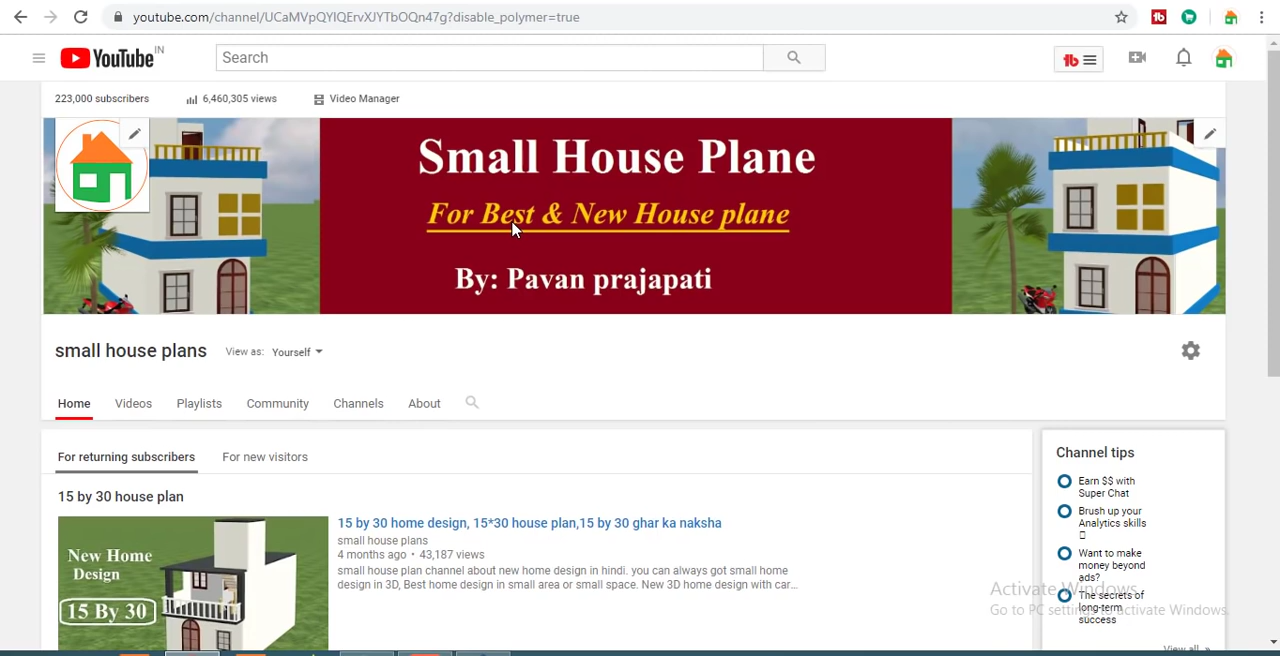 youtube.com/channel/UCaMVpQYlQErvXJYTbOQn47g?disable_polymer=true
YouTube IN
Search
223,000 subscribers
6,460,305 views
Video Manager
Small House Plane
For Best & New House plane
By: Pavan prajapati
small house plans
View as: Yourself
Home
Videos
Playlists
Community
Channels
About
For returning subscribers
For new visitors
15 by 30 house plan
New Home
Design
15 By 30
15 by 30 home design, 15*30 house plan,15 by 30 ghar ka naksha
small house plans
4 months ago • 43,187 views
small house plan channel about new home design in hindi. you can always got small home
design in 3D, Best home design in small area or small space. New 3D home design with car...
Channel tips
Earn $$ with
Super Chat
Brush up your
Analytics skills
Want to make
money beyond
ads?
The secrets of
long-term
success
View all »
Activate Windows
Go to PC settings to activate Windows.